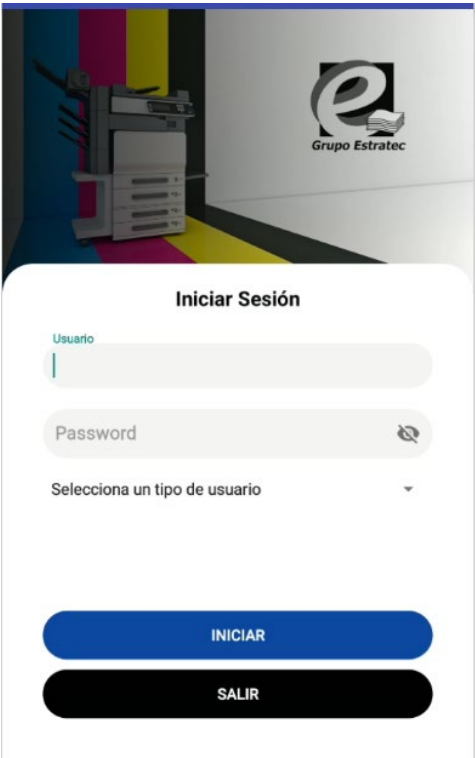 Grupo Estratec
Iniciar Sesión
Usuario
Password
Selecciona un tipo de usuario
INICIAR
SALIR